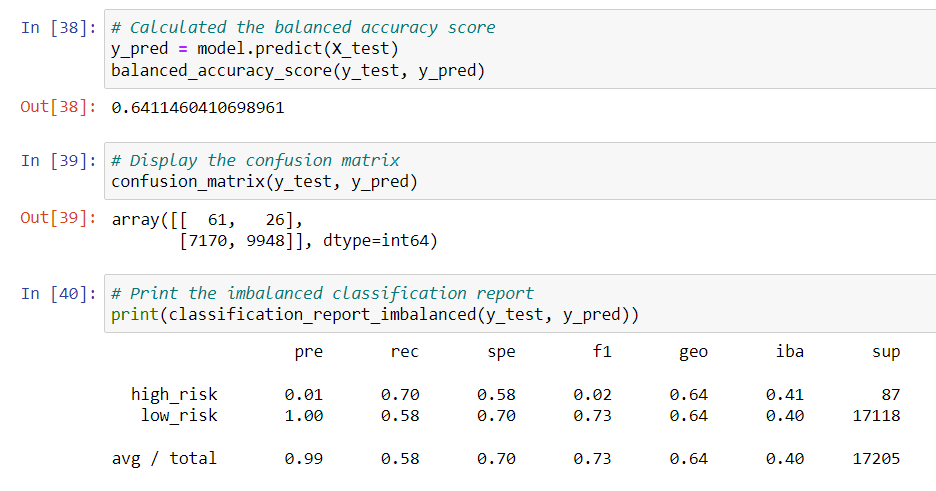 In [38]: # Calculated the balanced accuracy score
y_pred = model.predict(X_test)
balanced_accuracy_score(y_test, y_pred)
Out[38]: 0.6411460410698961
In [39]: # Display the confusion matrix
confusion_matrix(y_test, y_pred)
Out[39]: array([[  61,   26],
       [7170, 9948]], dtype=int64)
In [40]: # Print the imbalanced classification report
print(classification_report_imbalanced(y_test, y_pred))
pre rec spe f1 geo iba sup
high_risk 0.01 0.70 0.58 0.02 0.64 0.41 87
low_risk 1.00 0.58 0.70 0.73 0.64 0.40 17118
avg / total 0.99 0.58 0.70 0.73 0.64 0.40 17205